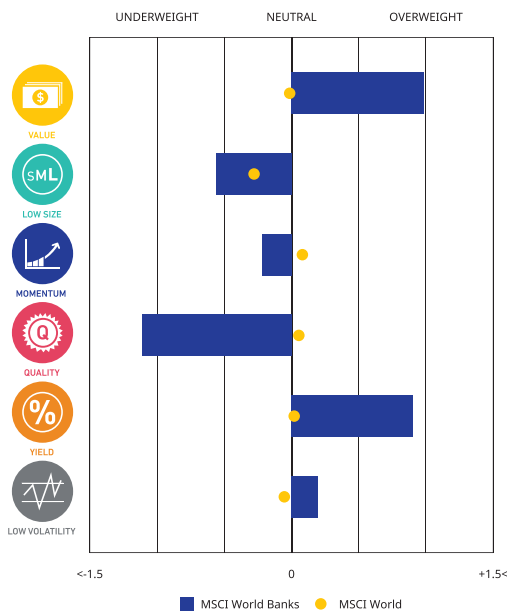 UNDERWEIGHT NEUTRAL OVERWEIGHT
$
VALUE
SML
LOW SIZE
MOMENTUM
Q
QUALITY
%
YIELD
LOW VOLATILITY
<-1.5 0 +1.5<
MSCI World Banks MSCI World